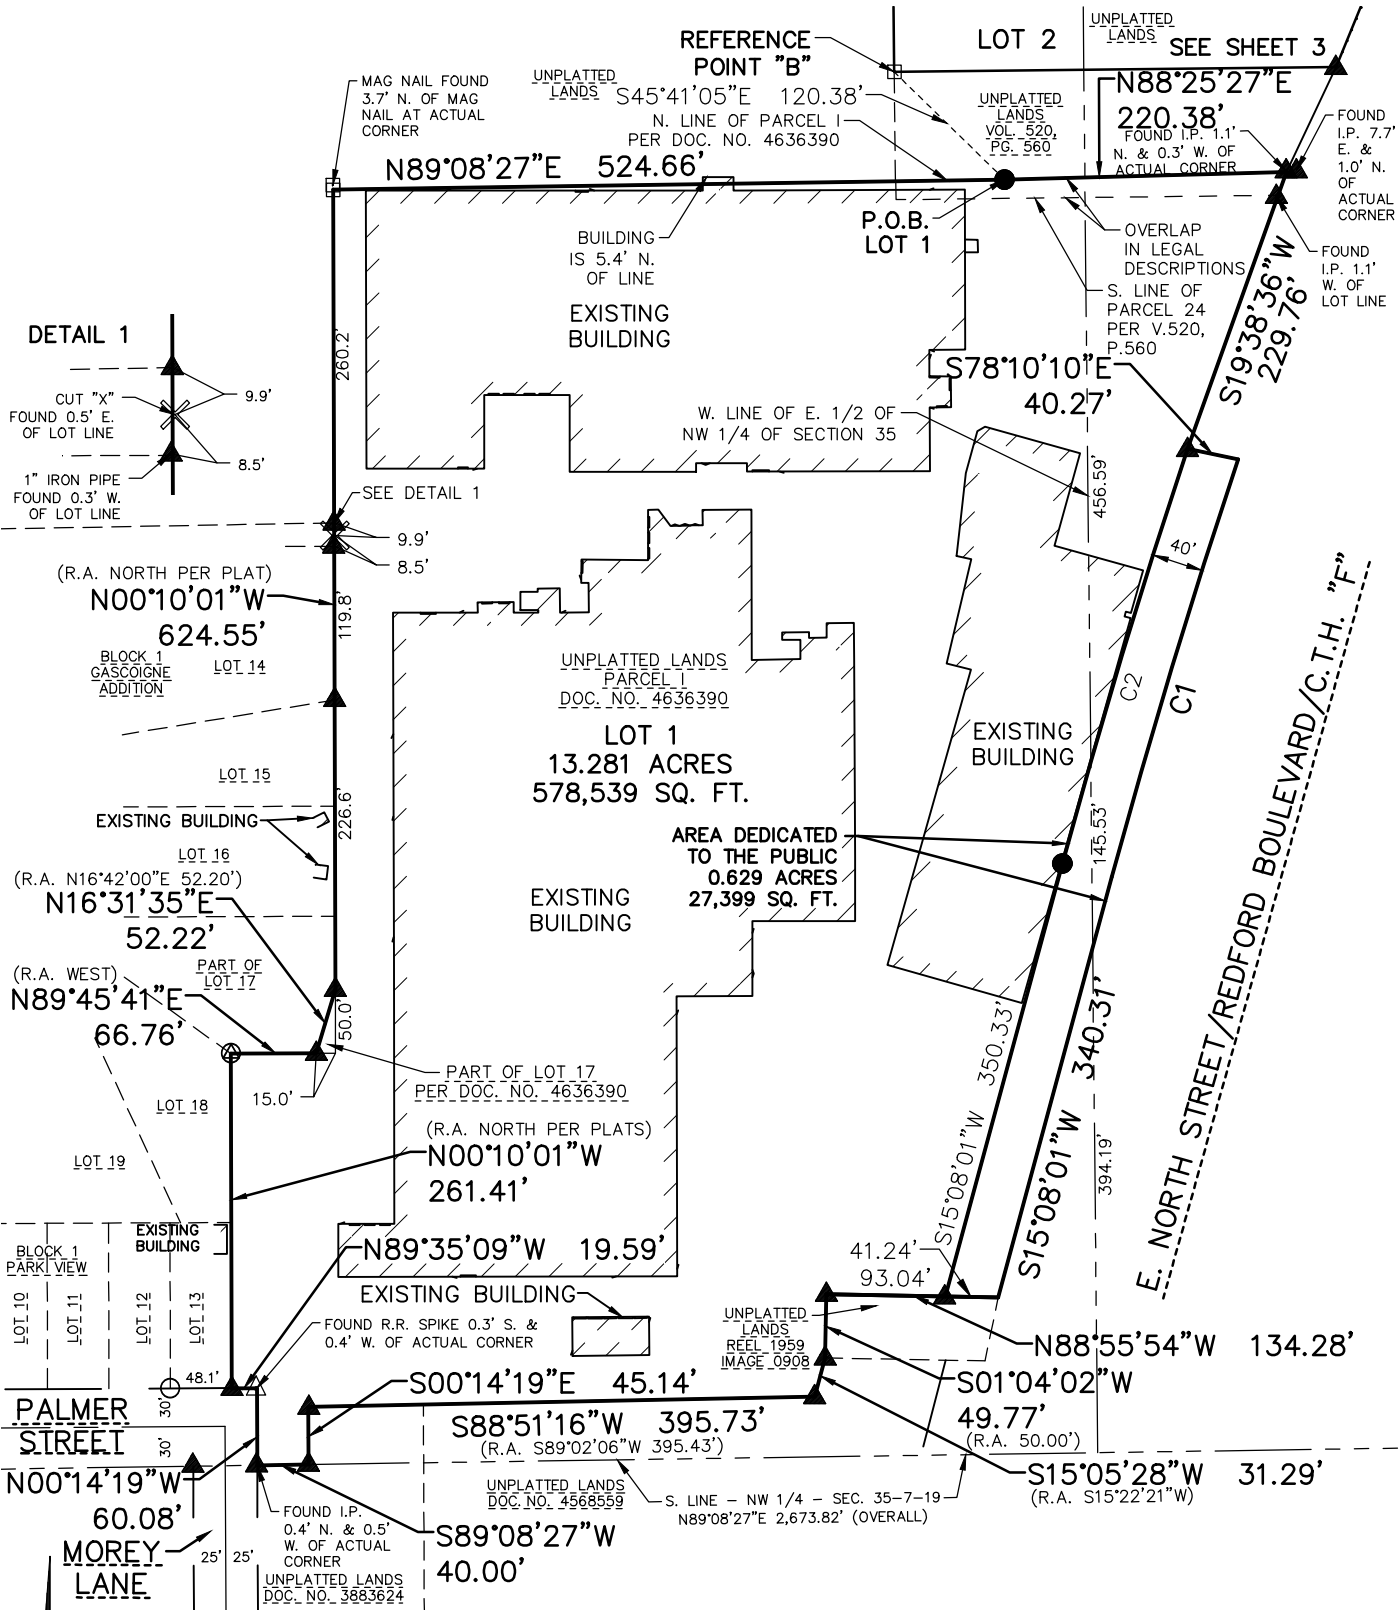 REFERENCE
POINT "B"
LOT 2
UNPLATTED
LANDS
SEE SHEET 3
MAG NAIL FOUND
3.7' N. OF MAG
NAIL AT ACTUAL
CORNER
UNPLATTED
LANDS
S45°41'05"E 120.38'
N. LINE OF PARCEL I
PER DOC. NO. 4636390
UNPLATTED
LANDS
VOL. 520,
PG. 560
N88°25'27"E
220.38'
FOUND I.P. 1.1'
N. & 0.3' W. OF
ACTUAL CORNER
FOUND
I.P. 7.7'
E. &
1.0' N.
OF
ACTUAL
CORNER
N89°08'27"E 524.66'
P.O.B.
LOT 1
BUILDING
IS 5.4' N.
OF LINE
OVERLAP
IN LEGAL
DESCRIPTIONS
FOUND
I.P. 1.1'
W. OF
LOT LINE
S. LINE OF
PARCEL 24
PER V.520,
P.560
S19°38'36"W
229.76'
EXISTING
BUILDING
260.2'
DETAIL 1
9.9'
CUT "X"
FOUND 0.5' E.
OF LOT LINE
8.5'
1" IRON PIPE
FOUND 0.3' W.
OF LOT LINE
S78°10'10"E
40.27'
W. LINE OF E. 1/2 OF
NW 1/4 OF SECTION 35
456.59'
SEE DETAIL 1
9.9'
8.5'
40'
(R.A. NORTH PER PLAT)
N00°10'01"W
624.55'
119.8'
BLOCK 1
GASCOIGNE
ADDITION
LOT 14
UNPLATTED LANDS
PARCEL I
DOC. NO. 4636390
LOT 1
13.281 ACRES
578,539 SQ. FT.
C2
C1
EXISTING
BUILDING
E. NORTH STREET/REDFORD BOULEVARD/C.T.H. "F"
LOT 15
EXISTING BUILDING
226.6'
LOT 16
AREA DEDICATED
TO THE PUBLIC
0.629 ACRES
27,399 SQ. FT.
145.53'
(R.A. N16°42'00"E 52.20')
N16°31'35"E
52.22'
EXISTING
BUILDING
PART OF
LOT 17
(R.A. WEST)
N89°45'41"E
66.76'
50.0'
PART OF LOT 17
PER DOC. NO. 4636390
15.0'
LOT 18
350.33'
S15°08'01"W
340.31'
S15°08'01"W
394.19'
(R.A. NORTH PER PLATS)
N00°10'01"W
261.41'
LOT 19
EXISTING
BUILDING
BLOCK 1
PARK VIEW
LOT 10
LOT 11
LOT 12
LOT 13
N89°35'09"W 19.59'
41.24'
93.04'
EXISTING BUILDING
FOUND R.R. SPIKE 0.3' S. &
0.4' W. OF ACTUAL CORNER
UNPLATTED
LANDS
REEL 1959
IMAGE 0908
N88°55'54"W 134.28'
48.1'
30'
30'
PALMER
STREET
S00°14'19"E 45.14'
S88°51'16"W 395.73'
(R.A. S89°02'06"W 395.43')
S01°04'02"W
49.77'
(R.A. 50.00')
S15°05'28"W 31.29'
(R.A. S15°22'21"W)
N00°14'19"W
60.08'
UNPLATTED LANDS
DOC. NO. 4568559
S. LINE - NW 1/4 - SEC. 35-7-19
N89°08'27"E 2,673.82' (OVERALL)
FOUND I.P.
0.4' N. & 0.5'
W. OF ACTUAL
CORNER
S89°08'27"W
40.00'
MOREY
LANE
25'
25'
UNPLATTED LANDS
DOC. NO. 3883624